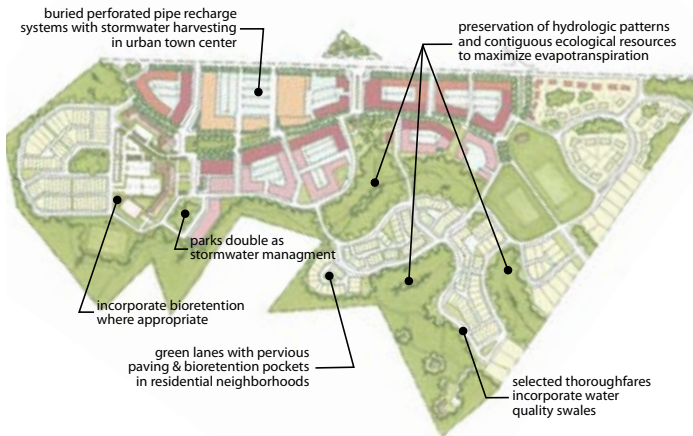 buried perforated pipe recharge
systems with stormwater harvesting
in urban town center
preservation of hydrologic patterns
and contiguous ecological resources
to maximize evapotranspiration
parks double as
stormwater managment
incorporate bioretention
where appropriate
green lanes with pervious
paving & bioretention pockets
in residential neighborhoods
selected thoroughfares
incorporate water
quality swales